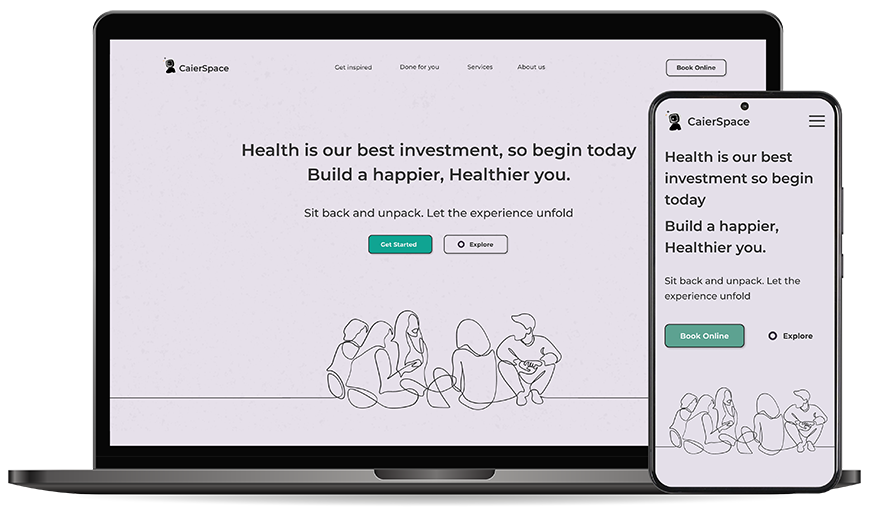 CaierSpace
Get inspired
Done for you
Services
About us
Book Online
Health is our best investment, so begin today
Build a happier, Healthier you.
Sit back and unpack. Let the experience unfold
Get Started
Explore
CaierSpace
Health is our best
investment so begin
today
Build a happier,
Healthier you.
Sit back and unpack. Let the
experience unfold
Book Online
Explore